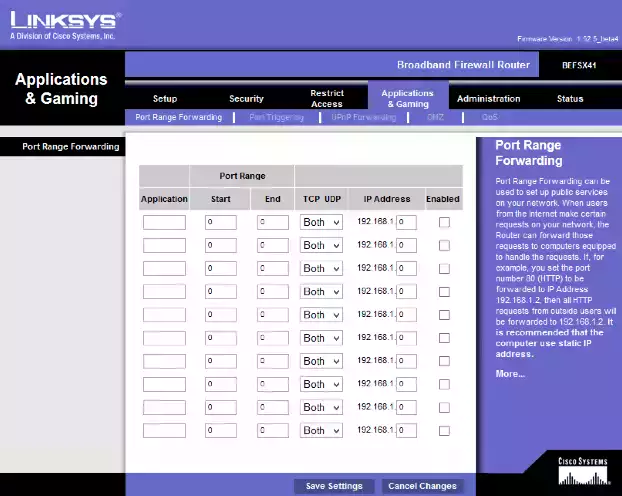 LINKSYS®
A Division of Cisco Systems, Inc.
Firmware Version: 1.52.5_beta4
Broadband Firewall Router
BEFSX41
Applications
& Gaming
Setup
Security
Restrict
Access
Applications
& Gaming
Administration
Status
Port Range Forwarding
Port Triggering
UPnP Forwarding
DMZ
QoS
Port Range Forwarding
Port Range
Application Start End TCP UDP IP Address Enabled
0 0 Both 192.168.1. 0
0 0 Both 192.168.1. 0
0 0 Both 192.168.1. 0
0 0 Both 192.168.1. 0
0 0 Both 192.168.1. 0
0 0 Both 192.168.1. 0
0 0 Both 192.168.1. 0
0 0 Both 192.168.1. 0
0 0 Both 192.168.1. 0
0 0 Both 192.168.1. 0
Port Range
Forwarding
Port Range Forwarding can be
used to set up public services
on your network. When users
from the Internet make certain
requests on your network, the
Router can forward those
requests to computers equipped
to handle the requests. If, for
example, you set the port
number 80 (HTTP) to be
forwarded to IP Address
192.168.1.2, then all HTTP
requests from outside users will
be forwarded to 192.168.1.2. It
is recommended that the
computer use static IP
address.
More...
Save Settings
Cancel Changes
CISCO SYSTEMS